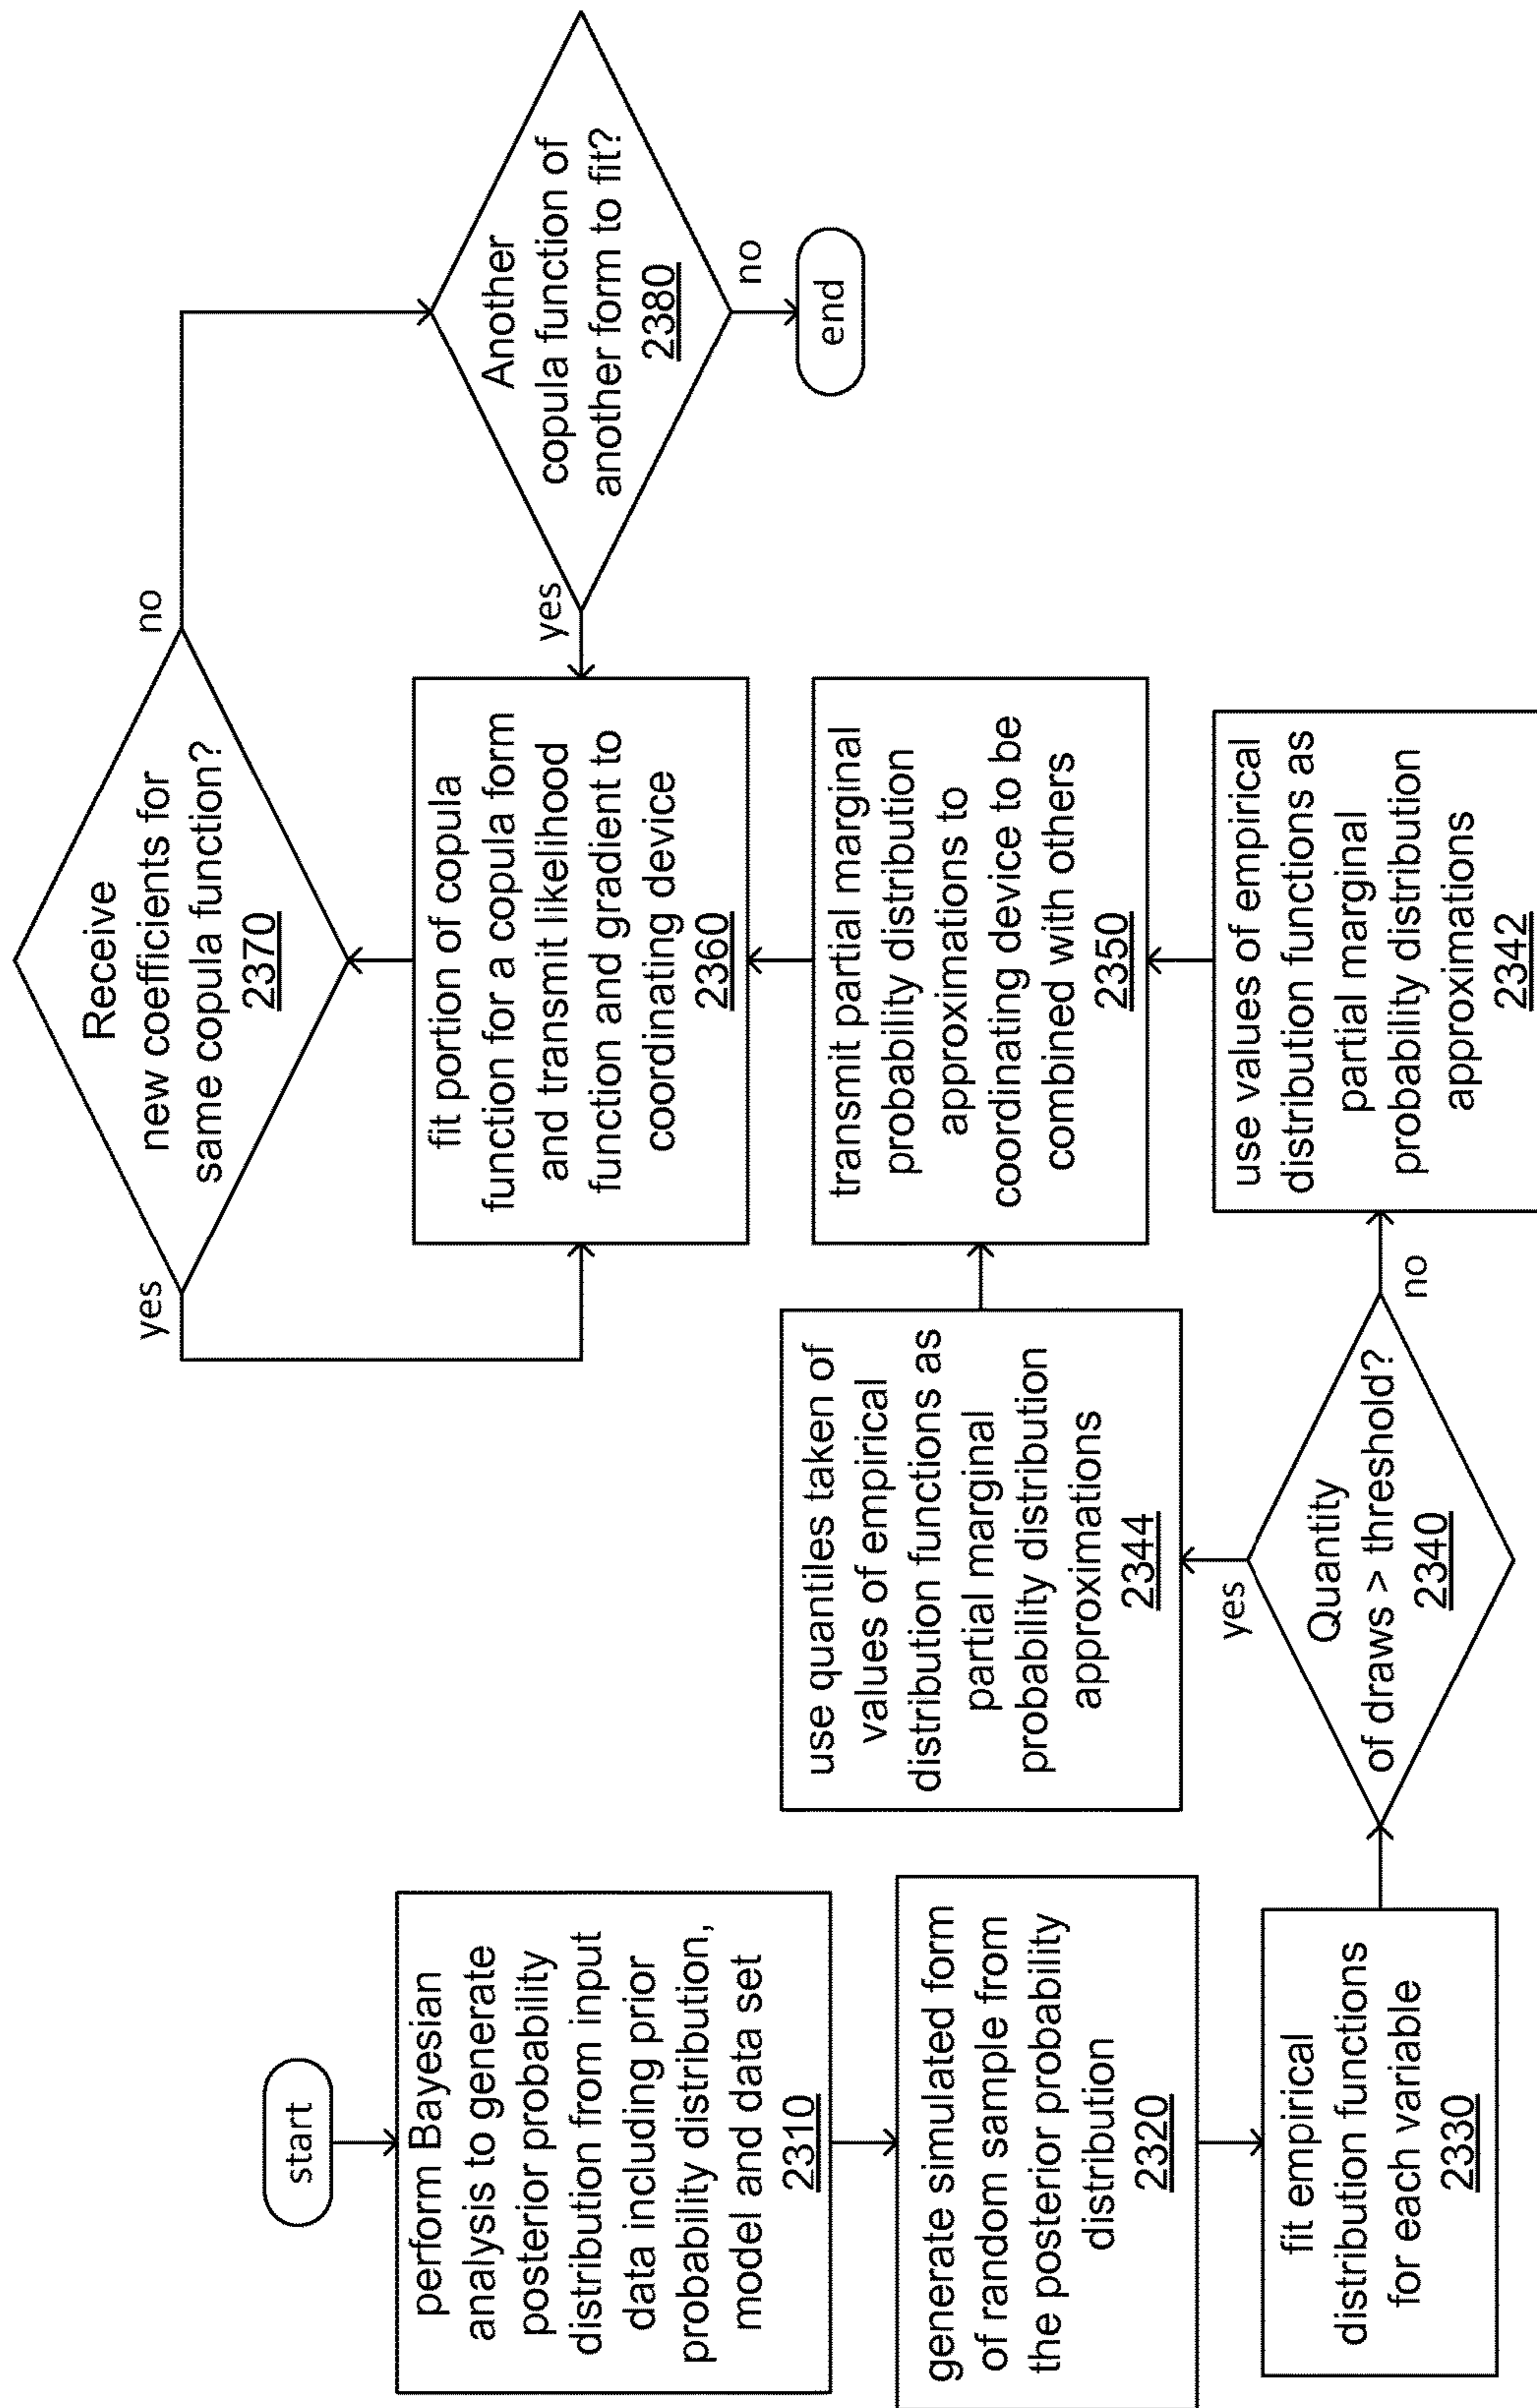 start
perform Bayesian
analysis to generate
posterior probability
distribution from input
data including prior
probability distribution,
model and data set
2310
generate simulated form
of random sample from
the posterior probability
distribution
2320
fit empirical
distribution functions
for each variable
2330
Quantity
of draws > threshold?
2340
yes
no
use quantiles taken of
values of empirical
distribution functions as
partial marginal
probability distribution
approximations
2344
use values of empirical
distribution functions as
partial marginal
probability distribution
approximations
2342
transmit partial marginal
probability distribution
approximations to
coordinating device to be
combined with others
2350
fit portion of copula
function for a copula form
and transmit likelihood
function and gradient to
coordinating device
2360
Receive
new coefficients for
same copula function?
2370
yes
no
Another
copula function of
another form to fit?
2380
yes
no
end